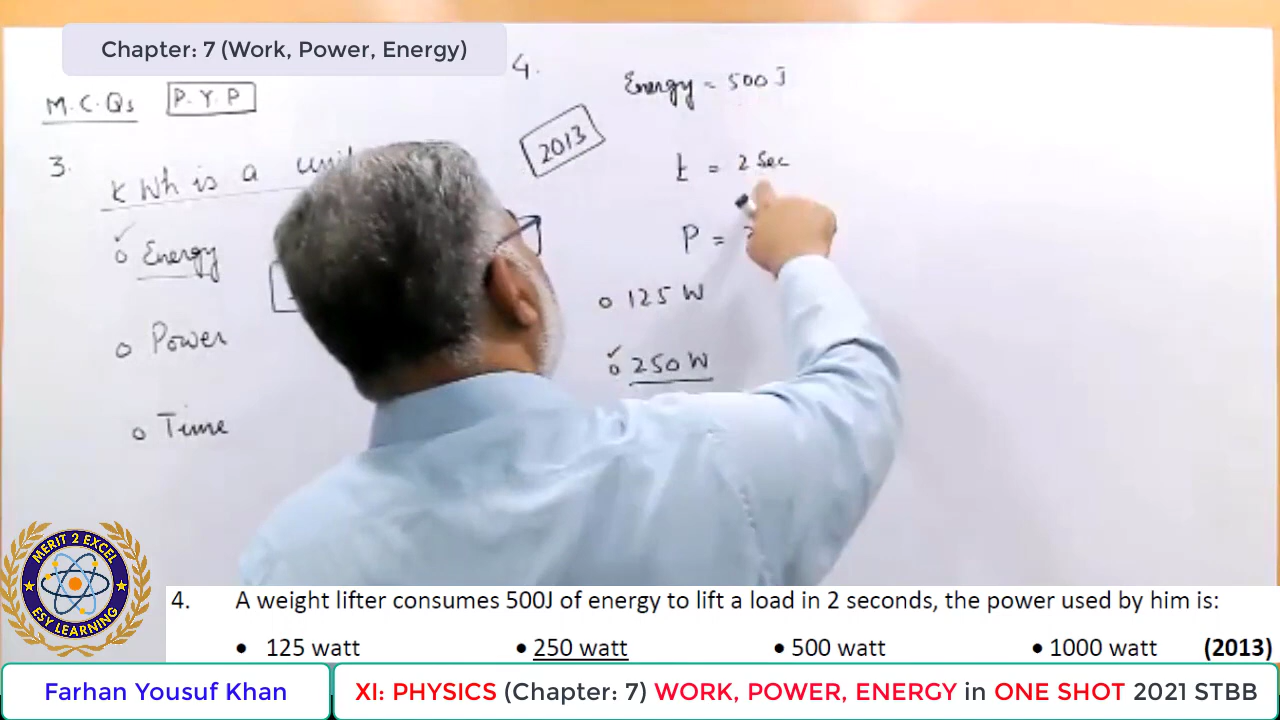 Chapter: 7 (Work, Power, Energy)
M.C.Qs P.Y.P
3. kWh is a
Energy
Power
Time
4.
2013
Energy = 500 J
t = 2 Sec
P =
125 W
250 W
MERIT 2 EXCEL
ESY LEARNING
4. A weight lifter consumes 500J of energy to lift a load in 2 seconds, the power used by him is:
• 125 watt • 250 watt • 500 watt • 1000 watt (2013)
Farhan Yousuf Khan
XI: PHYSICS (Chapter: 7) WORK, POWER, ENERGY in ONE SHOT 2021 STBB